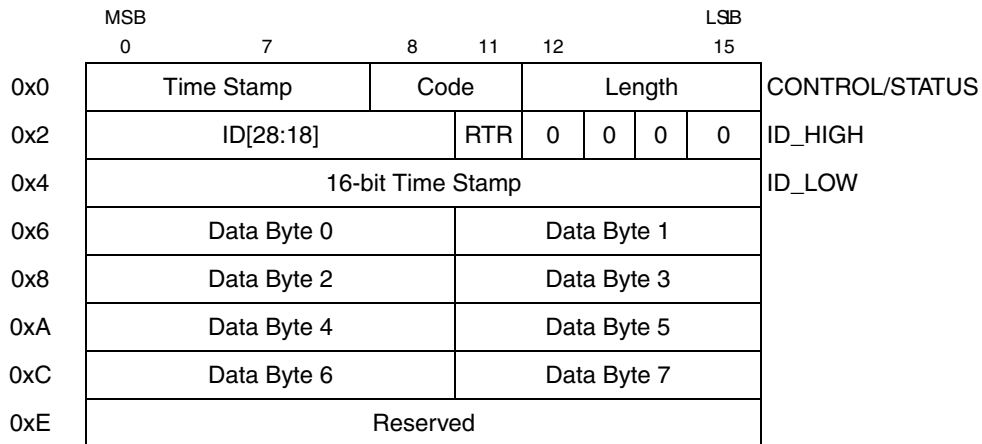 MSB LSB
0 7 8 11 12 15
0x0 Time Stamp Code Length CONTROL/STATUS
0x2 ID[28:18] RTR 0 0 0 0 ID_HIGH
0x4 16-bit Time Stamp ID_LOW
0x6 Data Byte 0 Data Byte 1
0x8 Data Byte 2 Data Byte 3
0xA Data Byte 4 Data Byte 5
0xC Data Byte 6 Data Byte 7
0xE Reserved